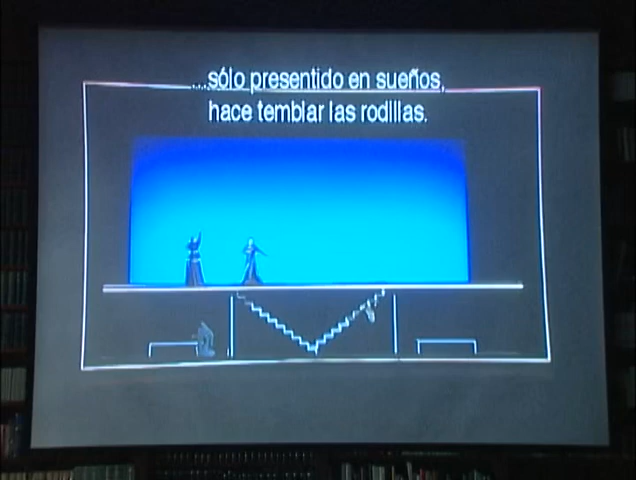 ...sólo presentido en sueños,
hace temblar las rodillas.